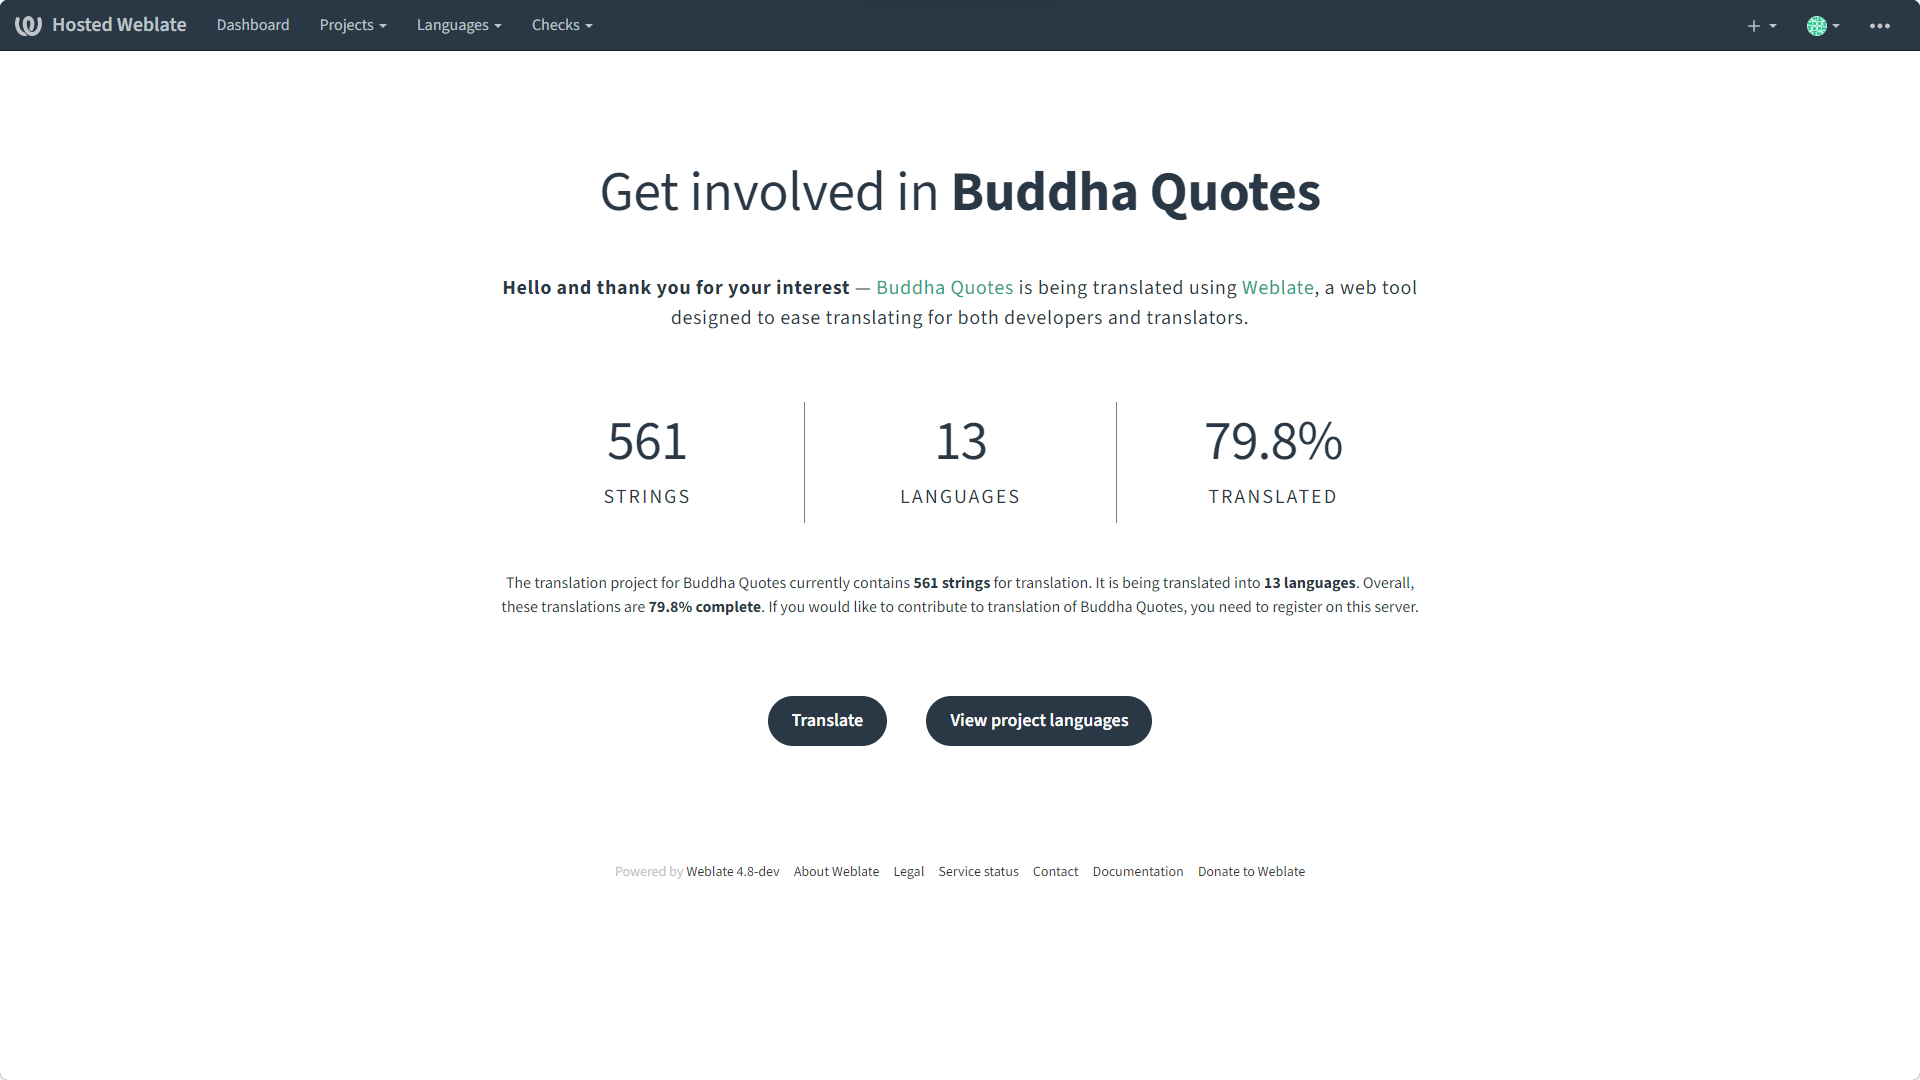 Hosted Weblate Dashboard Projects Languages Checks
Get involved in Buddha Quotes
Hello and thank you for your interest — Buddha Quotes is being translated using Weblate, a web tool
designed to ease translating for both developers and translators.
561 13 79.8%
STRINGS LANGUAGES TRANSLATED
The translation project for Buddha Quotes currently contains 561 strings for translation. It is being translated into 13 languages. Overall,
these translations are 79.8% complete. If you would like to contribute to translation of Buddha Quotes, you need to register on this server.
Translate View project languages
Powered by Weblate 4.8-dev About Weblate Legal Service status Contact Documentation Donate to Weblate